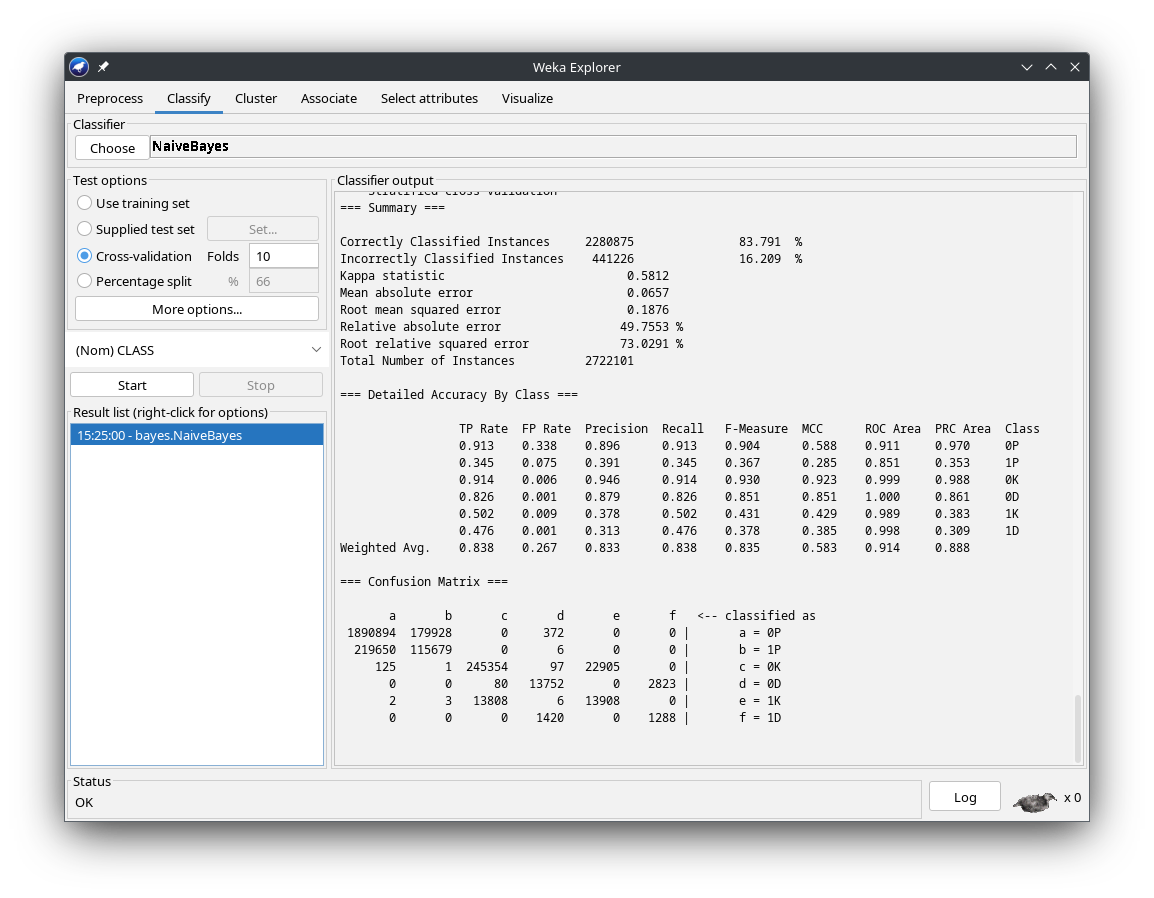 Weka Explorer
Preprocess Classify Cluster Associate Select attributes Visualize
Classifier
Choose NaiveBayes
Test options
Use training set
Supplied test set Set...
Cross-validation Folds 10
Percentage split % 66
More options...
(Nom) CLASS
Start Stop
Result list (right-click for options)
15:25:00 - bayes.NaiveBayes
Classifier output
=== Summary ===
Correctly Classified Instances 2280875 83.791 %
Incorrectly Classified Instances 441226 16.209 %
Kappa statistic 0.5812
Mean absolute error 0.0657
Root mean squared error 0.1876
Relative absolute error 49.7553 %
Root relative squared error 73.0291 %
Total Number of Instances 2722101
=== Detailed Accuracy By Class ===
TP Rate FP Rate Precision Recall F-Measure MCC ROC Area PRC Area Class
0.913 0.338 0.896 0.913 0.904 0.588 0.911 0.970 0P
0.345 0.075 0.391 0.345 0.367 0.285 0.851 0.353 1P
0.914 0.006 0.946 0.914 0.930 0.923 0.999 0.988 0K
0.826 0.001 0.879 0.826 0.851 0.851 1.000 0.861 0D
0.502 0.009 0.378 0.502 0.431 0.429 0.989 0.383 1K
0.476 0.001 0.313 0.476 0.378 0.385 0.998 0.309 1D
Weighted Avg. 0.838 0.267 0.833 0.838 0.835 0.583 0.914 0.888
=== Confusion Matrix ===
a b c d e f <-- classified as
1890894 179928 0 372 0 0 | a = 0P
219650 115679 0 6 0 0 | b = 1P
125 1 245354 97 22905 0 | c = 0K
0 0 80 13752 0 2823 | d = 0D
2 3 13808 6 13908 0 | e = 1K
0 0 0 1420 0 1288 | f = 1D
Status
OK
Log x 0